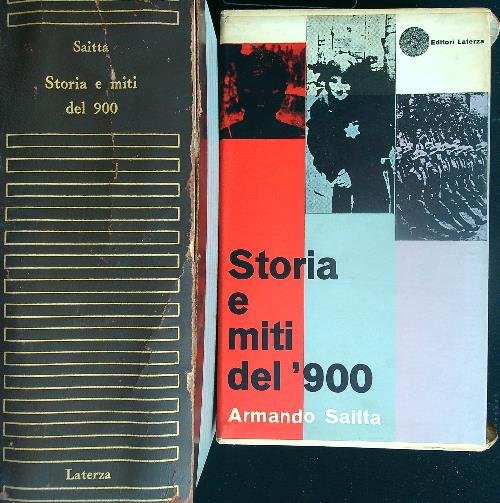 Saitta
Storia e miti
del 900
Laterza
Editori Laterza
Storia
e
miti
del '900
Armando Saitta